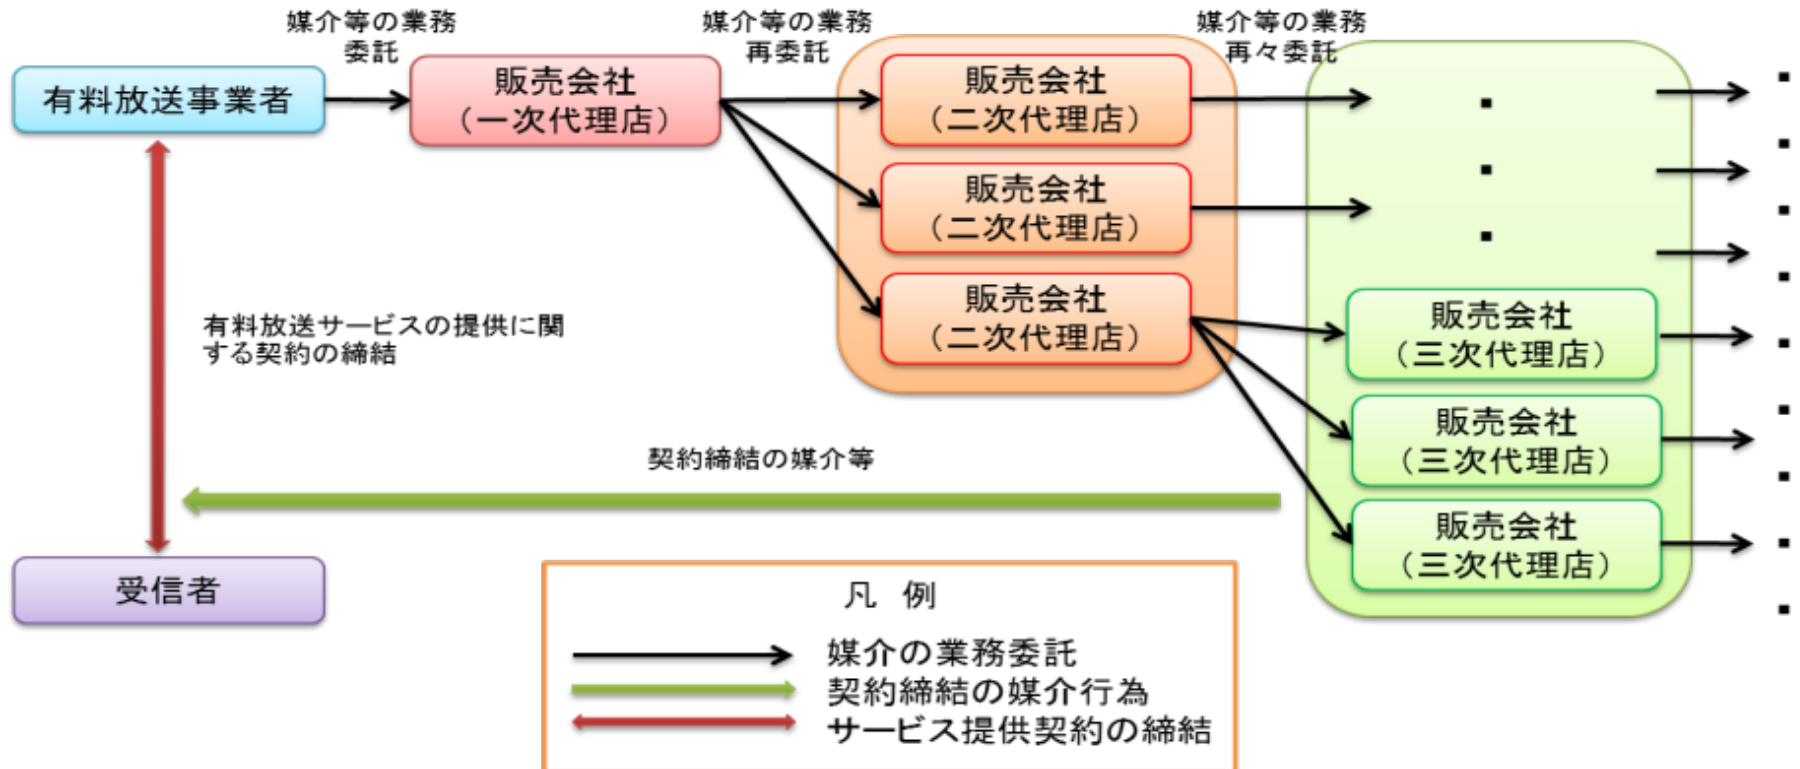 媒介等の業務
委託
媒介等の業務
再委託
媒介等の業務
再々委託
有料放送事業者
販売会社
（一次代理店）
販売会社
（二次代理店）
販売会社
（二次代理店）
販売会社
（二次代理店）
販売会社
（三次代理店）
販売会社
（三次代理店）
販売会社
（三次代理店）
有料放送サービスの提供に関
する契約の締結
契約締結の媒介等
受信者
凡 例
媒介の業務委託
契約締結の媒介行為
サービス提供契約の締結